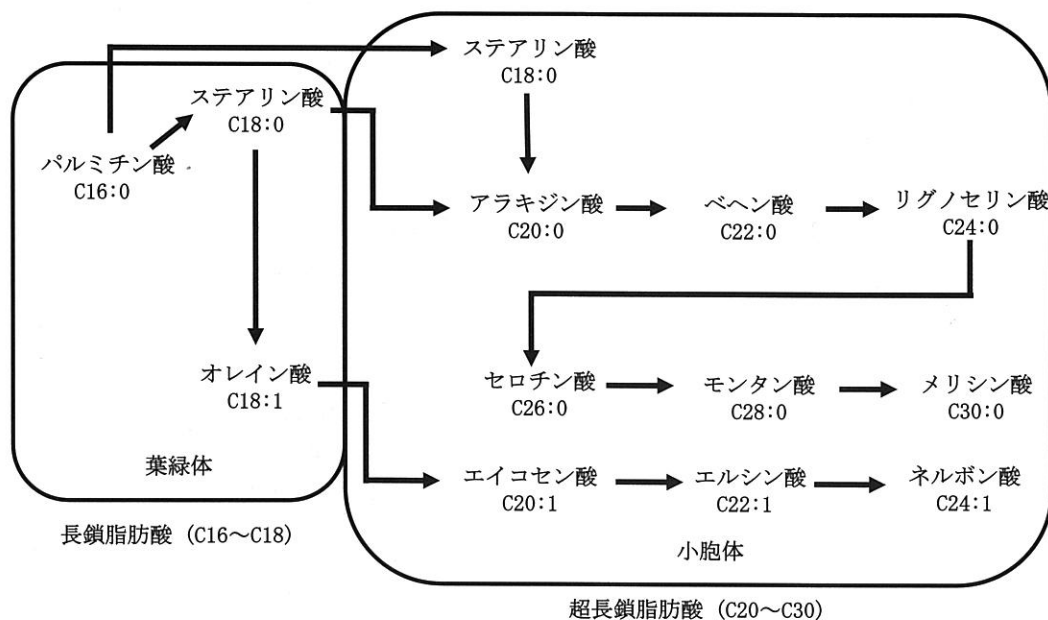 ステアリン酸
C18:0
ステアリン酸
C18:0
パルミチン酸
C16:0
アラキジン酸
C20:0
ベヘン酸
C22:0
リグノセリン酸
C24:0
オレイン酸
C18:1
セロチン酸
C26:0
モンタン酸
C28:0
メリシン酸
C30:0
葉緑体
エイコセン酸
C20:1
エルシン酸
C22:1
ネルボン酸
C24:1
長鎖脂肪酸 (C16～C18)
小胞体
超長鎖脂肪酸 (C20～C30)